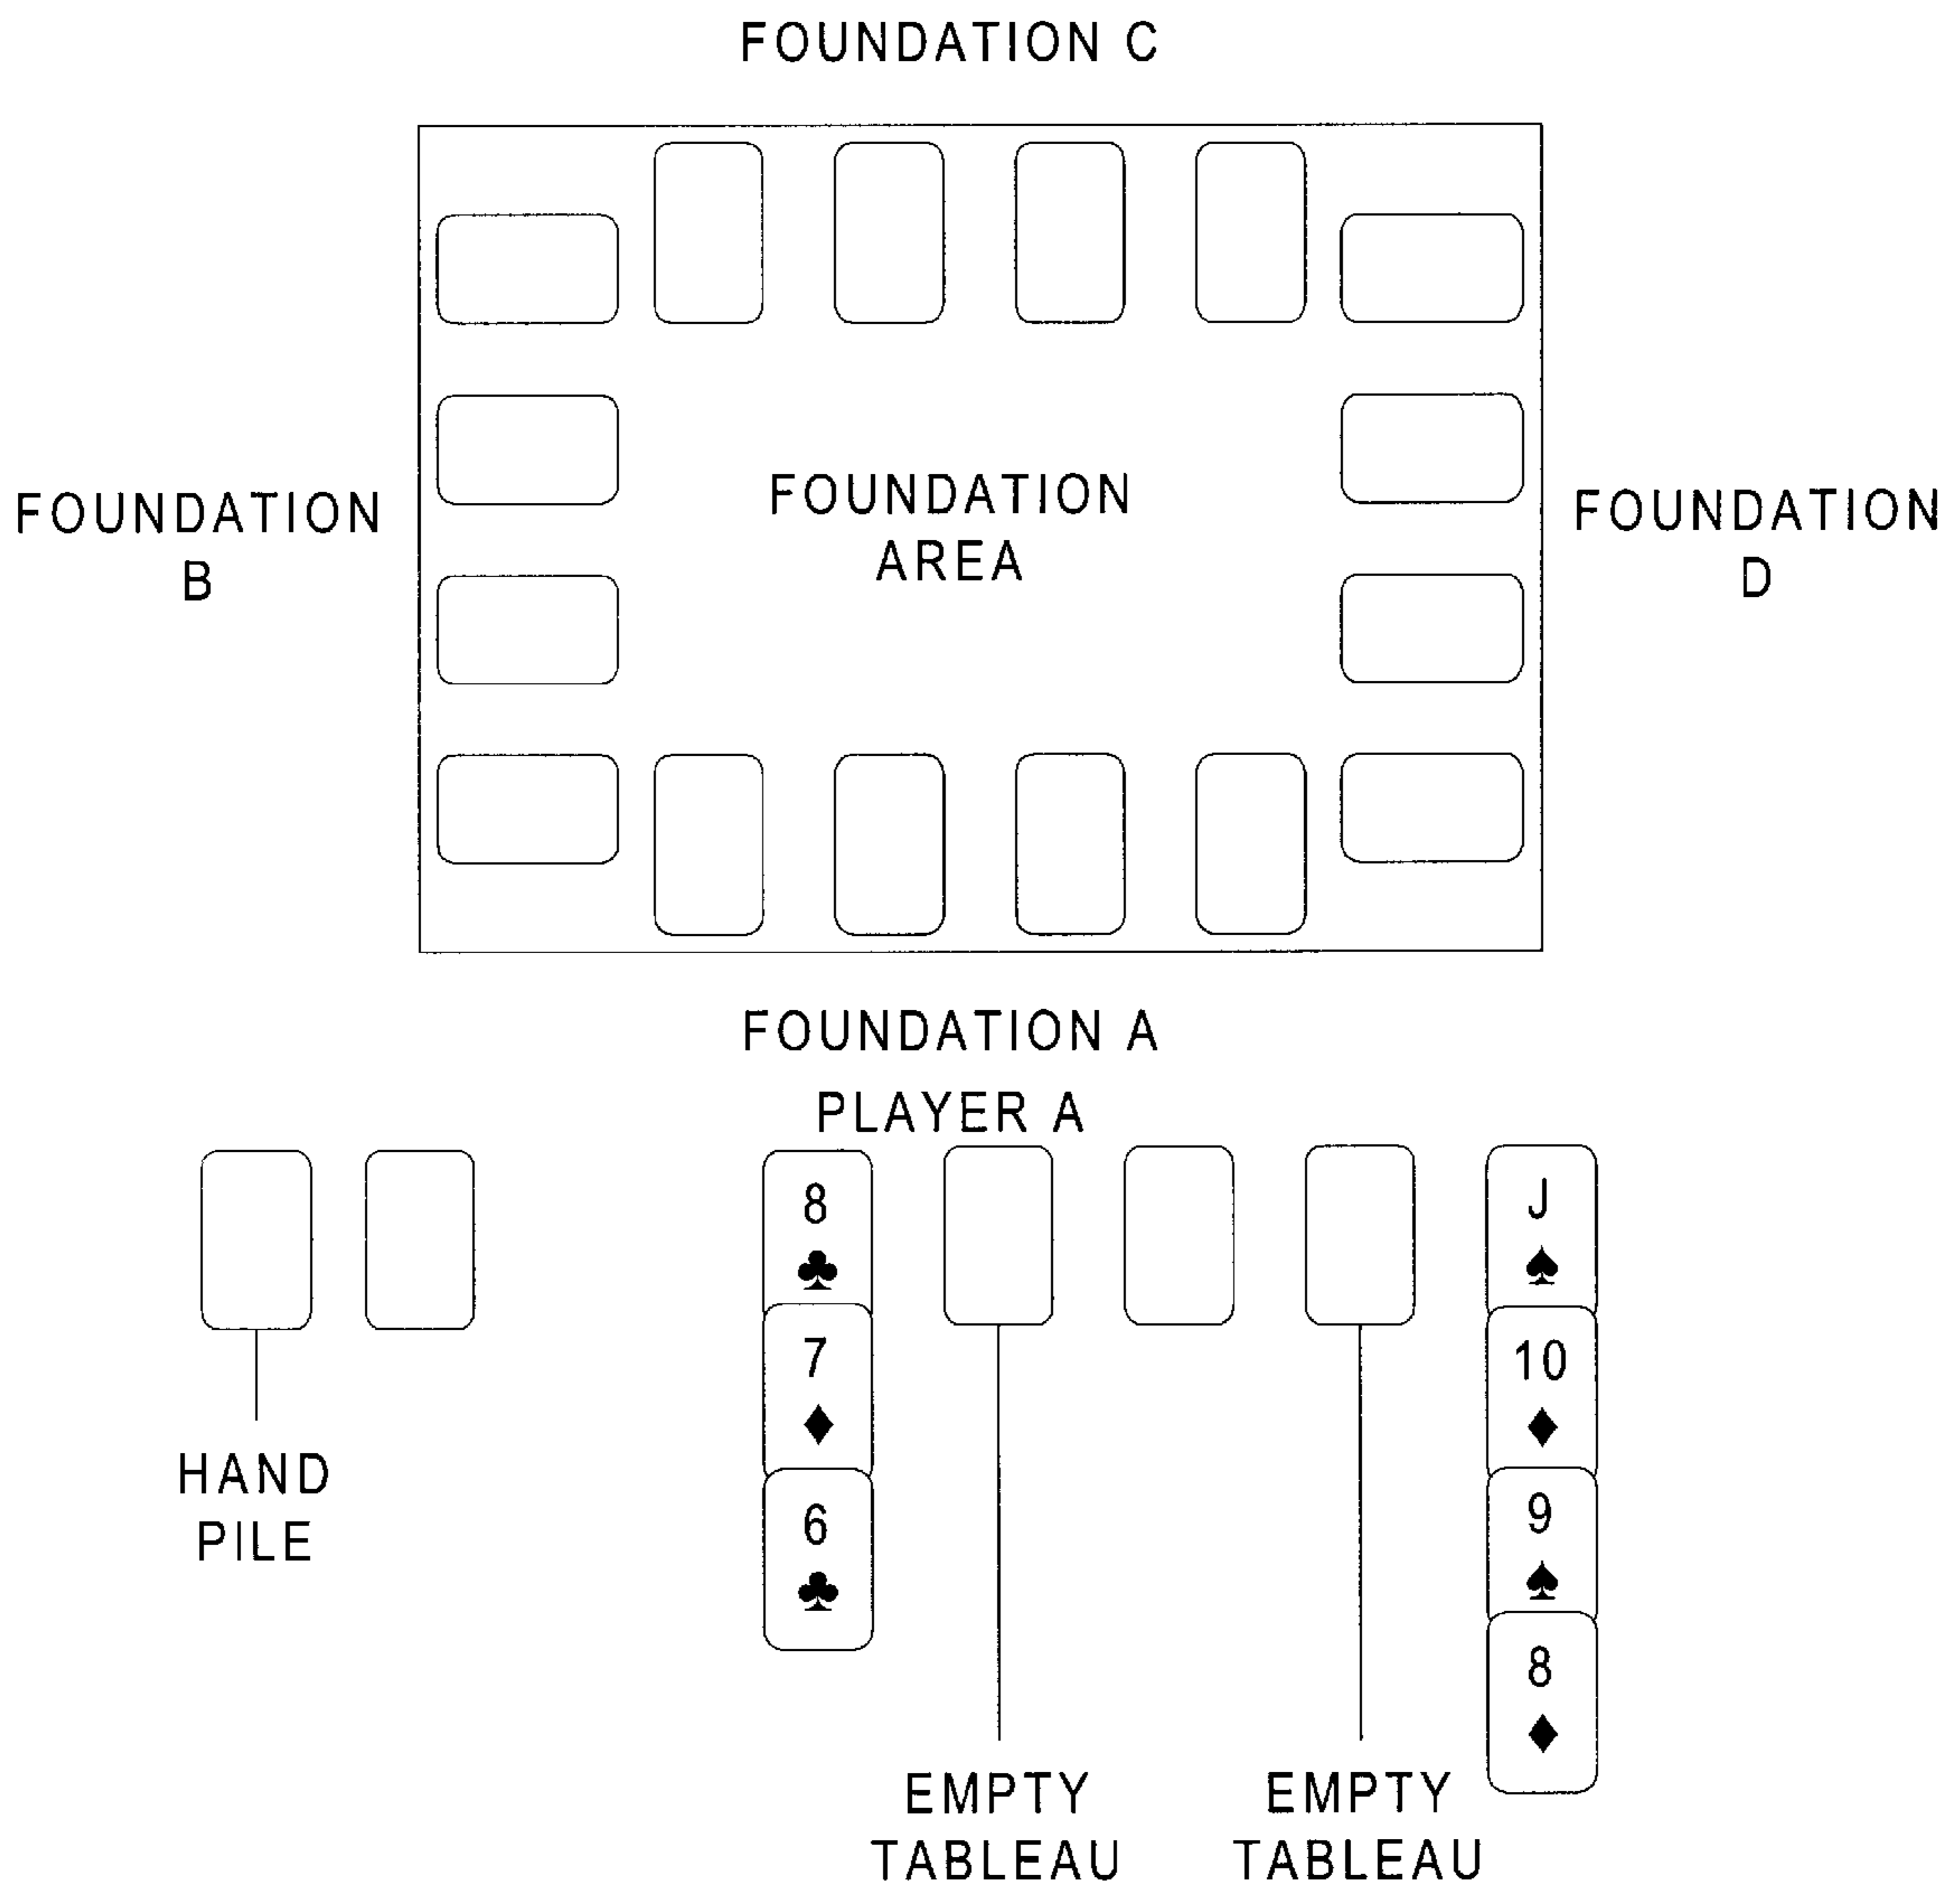 FOUNDATION C
FOUNDATION
B
FOUNDATION
AREA
FOUNDATION
D
FOUNDATION A
PLAYER A
8
♣
7
♦
6
♣
J
♠
10
♦
9
♠
8
♦
HAND
PILE
EMPTY
TABLEAU
EMPTY
TABLEAU